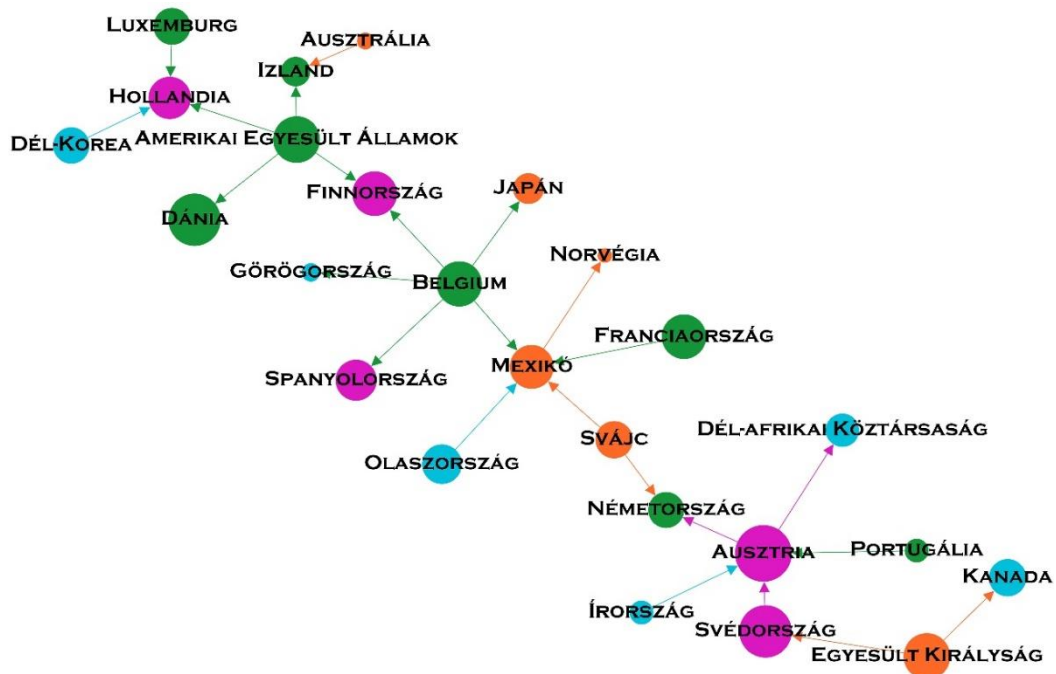 LUXEMBURG
AUSZTRÁLIA
IZLAND
HOLLANDIA
DÉL-KOREA
AMERIKAI EGYESÜLT ÁLLAMOK
FINNORSZÁG
JAPÁN
DÁNIA
NORVÉGIA
GÖRÖGORSZÁG
BELGIUM
FRANCIAORSZÁG
MEXIKÓ
SPANYOLORSZÁG
DÉL-AFRIKAI KÖZTÁRSASÁG
SVÁJC
OLASZORSZÁG
NÉMETORSZÁG
AUSZTRIA
PORTUGÁLIA
KANADA
ÍRORSZÁG
SVÉDORSZÁG
EGYESÜLT KIRÁLYSÁG